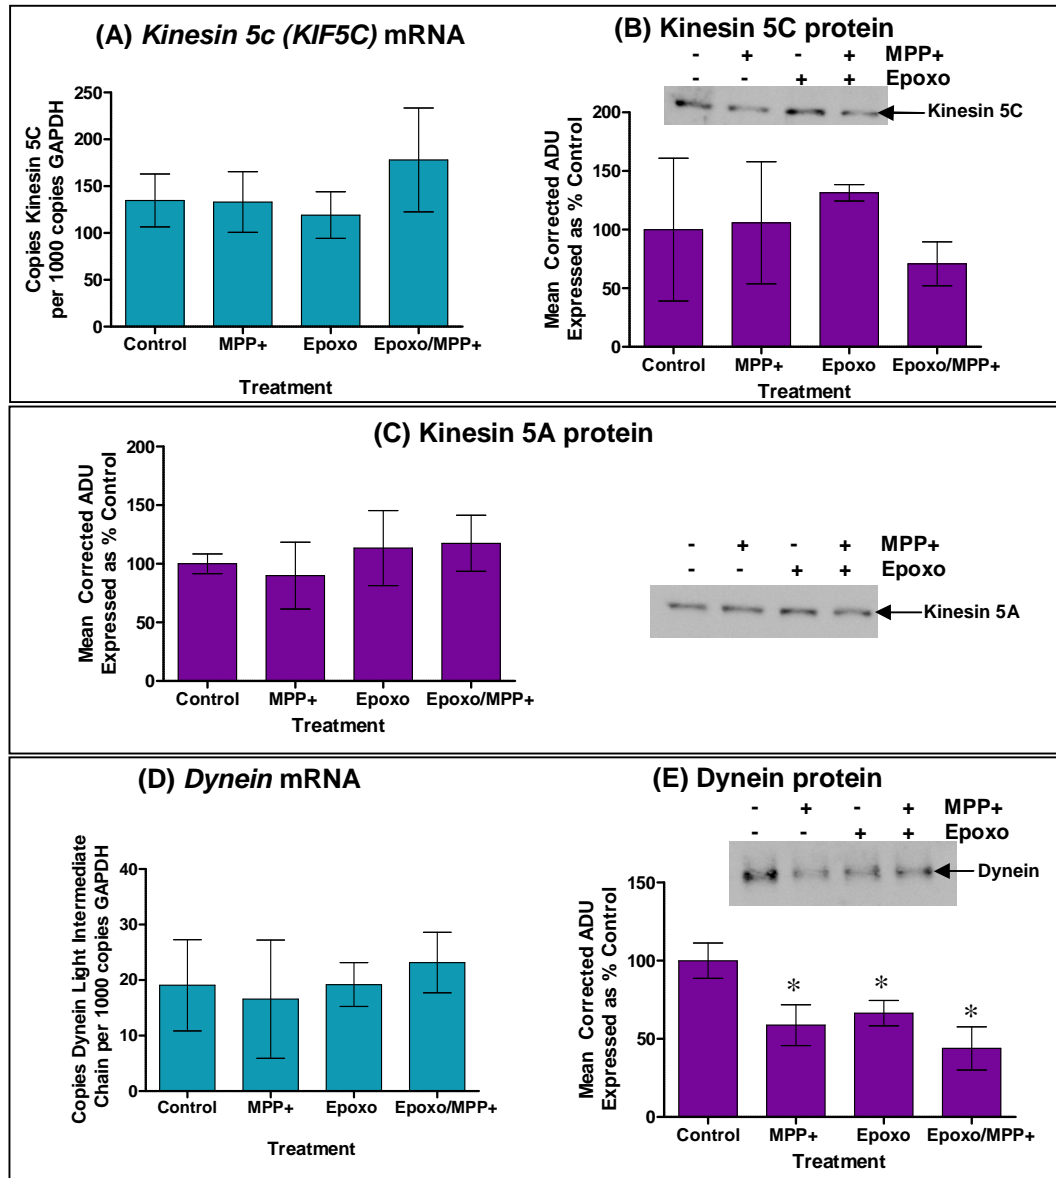 (A) Kinesin 5c (KIF5C) mRNA
Copies Kinesin 5C
per 1000 copies GAPDH
250
200
150
100
50
0
Control MPP+ Epoxo Epoxo/MPP+
Treatment
(B) Kinesin 5C protein
- + - + MPP+
- - + + Epoxo
Kinesin 5C
Mean Corrected ADU
Expressed as % Control
200
150
100
50
0
Control MPP+ Epoxo Epoxo/MPP+
Treatment
(C) Kinesin 5A protein
Mean Corrected ADU
Expressed as % Control
200
150
100
50
0
Control MPP+ Epoxo Epoxo/MPP+
Treatment
- + - + MPP+
- - + + Epoxo
Kinesin 5A
(D) Dynein mRNA
Copies Dynein Light Intermediate
Chain per 1000 copies GAPDH
40
30
20
10
0
Control MPP+ Epoxo Epoxo/MPP+
Treatment
(E) Dynein protein
- + - + MPP+
- - + + Epoxo
Dynein
Mean Corrected ADU
Expressed as % Control
150
100
50
0
* * *
Control MPP+ Epoxo Epoxo/MPP+
Treatment